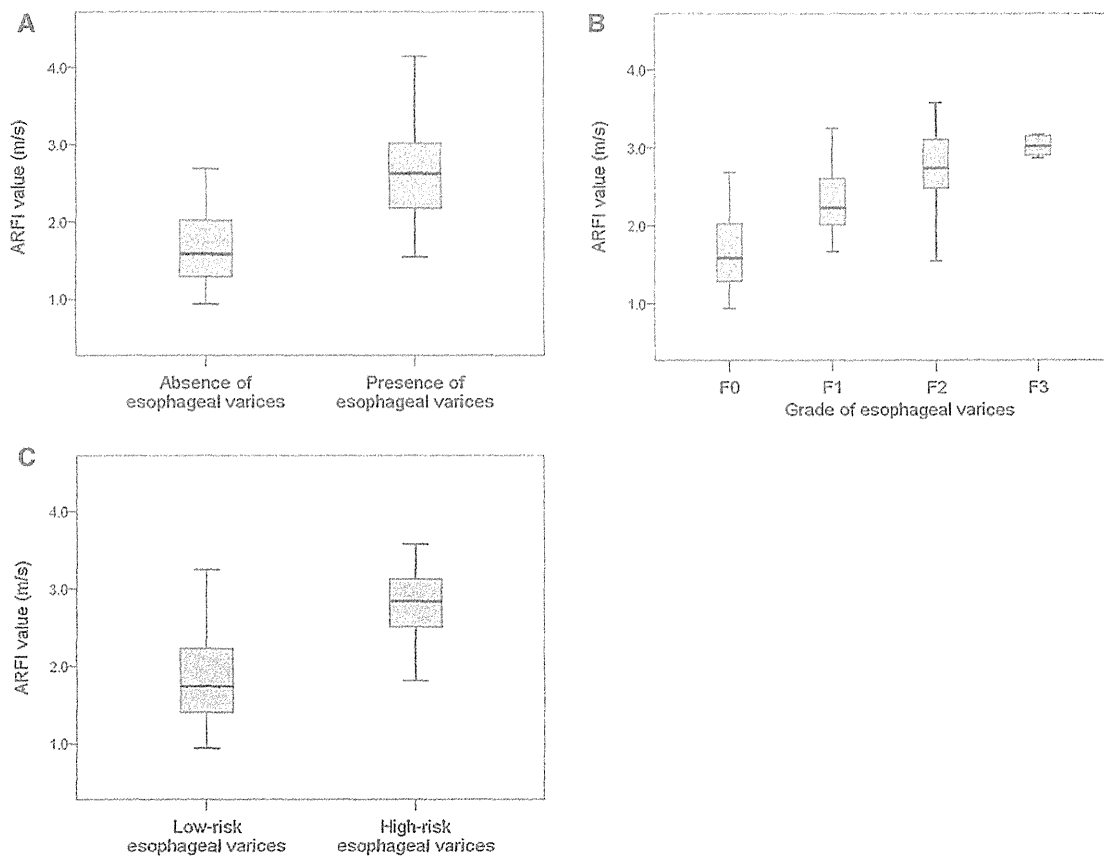 A
ARFI value (m/s)
4.0
3.0
2.0
1.0
Absence of
esophageal varices
Presence of
esophageal varices
B
ARFI value (m/s)
4.0
3.0
2.0
1.0
F0
F1
F2
F3
Grade of esophageal varices
C
ARFI value (m/s)
4.0
3.0
2.0
1.0
Low-risk
esophageal varices
High-risk
esophageal varices